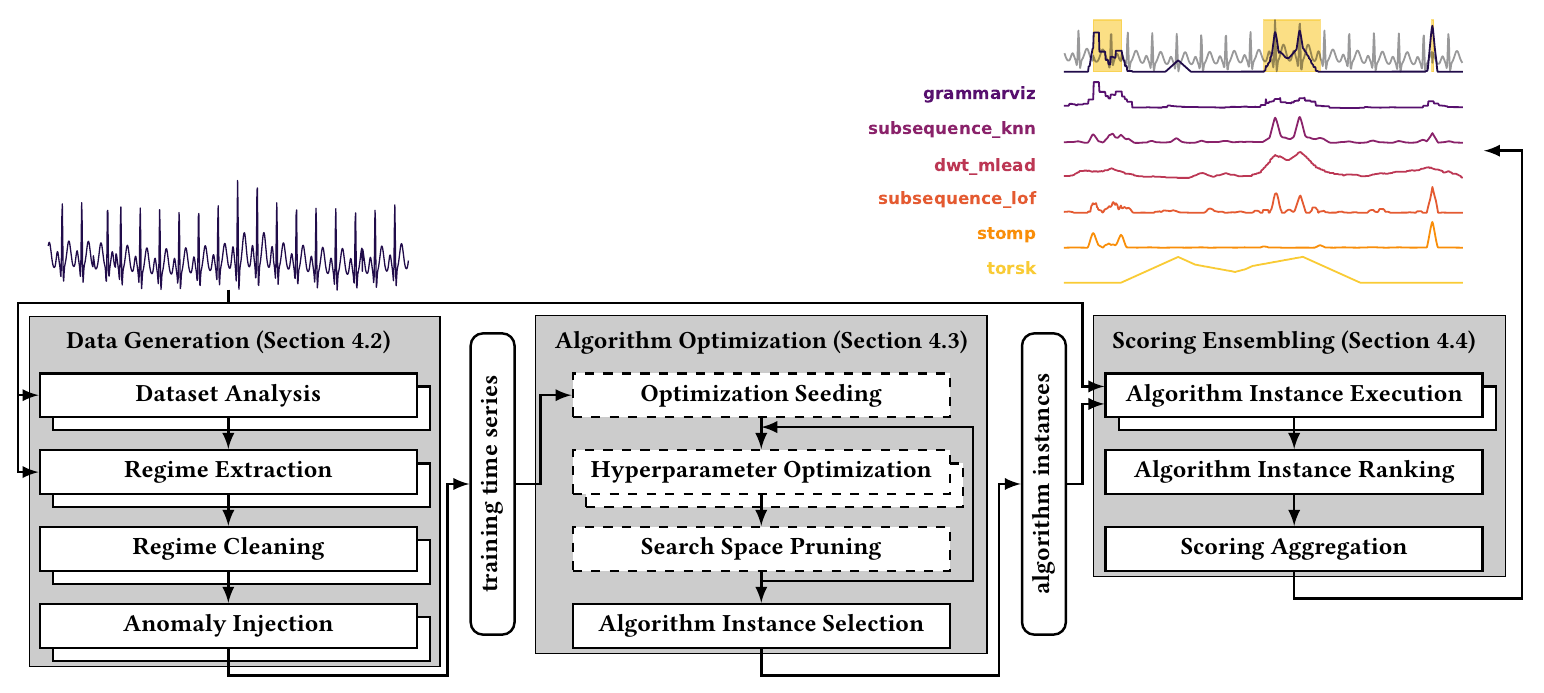 grammarviz
subsequence_knn
dwt_mlead
subsequence_lof
stomp
torsk
Data Generation (Section 4.2)
Dataset Analysis
Regime Extraction
Regime Cleaning
Anomaly Injection
training time series
Algorithm Optimization (Section 4.3)
Optimization Seeding
Hyperparameter Optimization
Search Space Pruning
Algorithm Instance Selection
algorithm instances
Scoring Ensembling (Section 4.4)
Algorithm Instance Execution
Algorithm Instance Ranking
Scoring Aggregation